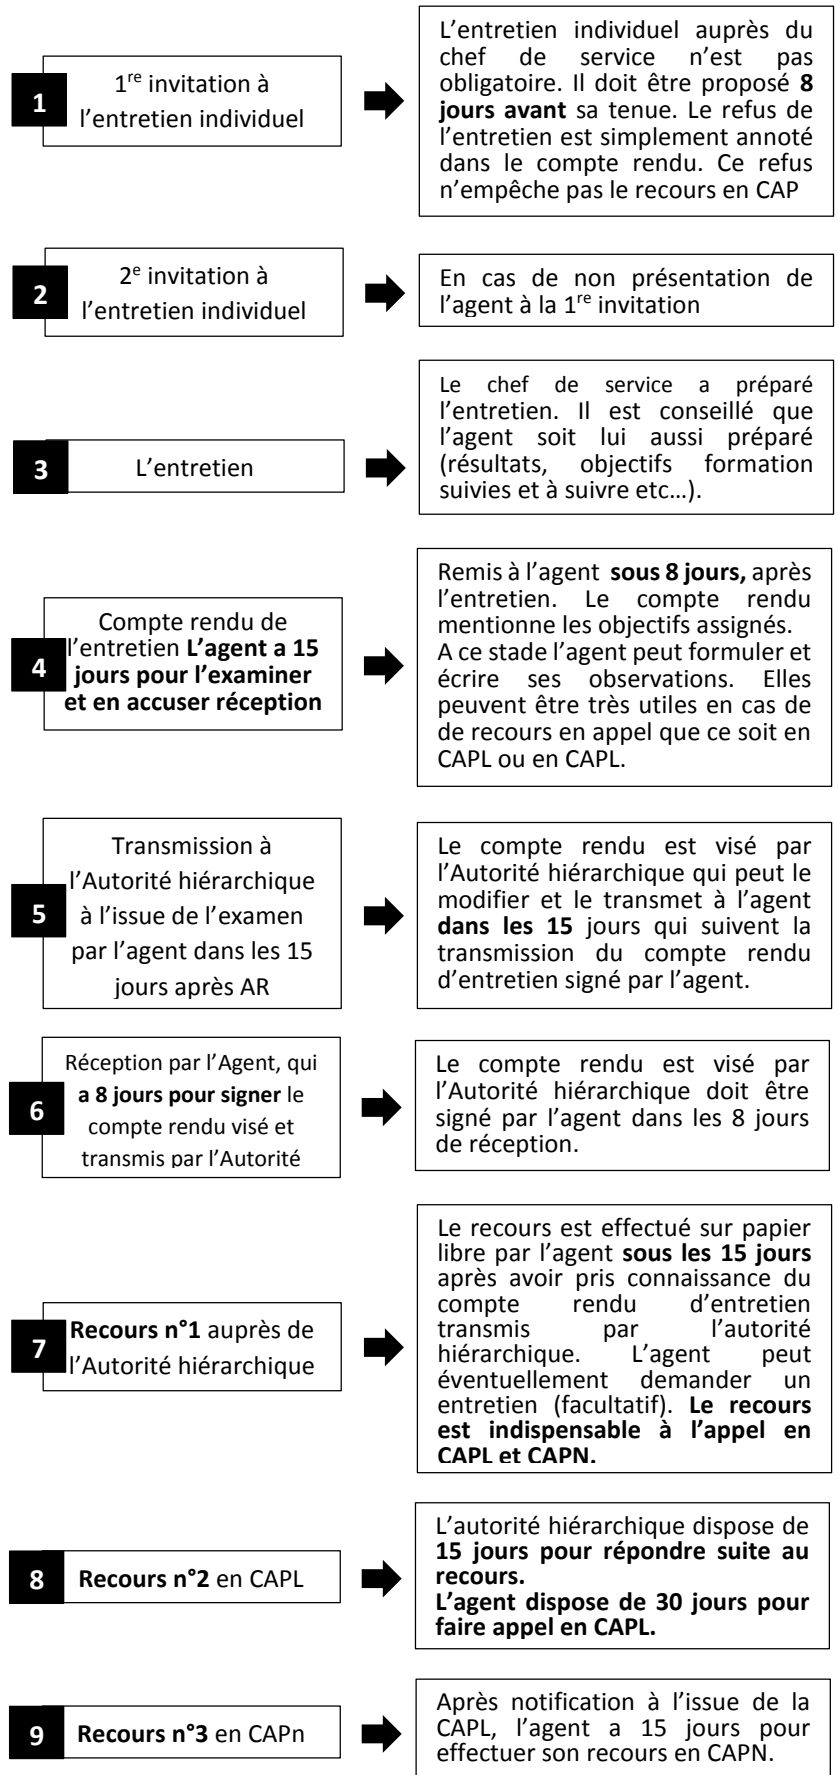 1
1re invitation à
l’entretien individuel
L’entretien individuel auprès du
chef de service n’est pas
obligatoire. Il doit être proposé 8
jours avant sa tenue. Le refus de
l’entretien est simplement annoté
dans le compte rendu. Ce refus
n’empêche pas le recours en CAP
2
2e invitation à
l’entretien individuel
En cas de non présentation de
l’agent à la 1re invitation
3
L’entretien
Le chef de service a préparé
l’entretien. Il est conseillé que
l’agent soit lui aussi préparé
(résultats, objectifs formation
suivies et à suivre etc…).
4
Compte rendu de
l’entretien L’agent a 15
jours pour l’examiner
et en accuser réception
Remis à l’agent sous 8 jours, après
l’entretien. Le compte rendu
mentionne les objectifs assignés.
A ce stade l’agent peut formuler et
écrire ses observations. Elles
peuvent être très utiles en cas de
de recours en appel que ce soit en
CAPL ou en CAPL.
5
Transmission à
l’Autorité hiérarchique
à l’issue de l’examen
par l’agent dans les 15
jours après AR
Le compte rendu est visé par
l’Autorité hiérarchique qui peut le
modifier et le transmet à l’agent
dans les 15 jours qui suivent la
transmission du compte rendu
d’entretien signé par l’agent.
6
Réception par l’Agent, qui
a 8 jours pour signer le
compte rendu visé et
transmis par l’Autorité
Le compte rendu est visé par
l’Autorité hiérarchique doit être
signé par l’agent dans les 8 jours
de réception.
7
Recours n°1 auprès de
l’Autorité hiérarchique
Le recours est effectué sur papier
libre par l’agent sous les 15 jours
après avoir pris connaissance du
compte rendu d’entretien
transmis par l’autorité
hiérarchique. L’agent peut
éventuellement demander un
entretien (facultatif). Le recours
est indispensable à l’appel en
CAPL et CAPN.
8
Recours n°2 en CAPL
L’autorité hiérarchique dispose de
15 jours pour répondre suite au
recours.
L’agent dispose de 30 jours pour
faire appel en CAPL.
9
Recours n°3 en CAPn
Après notification à l’issue de la
CAPL, l’agent a 15 jours pour
effectuer son recours en CAPN.